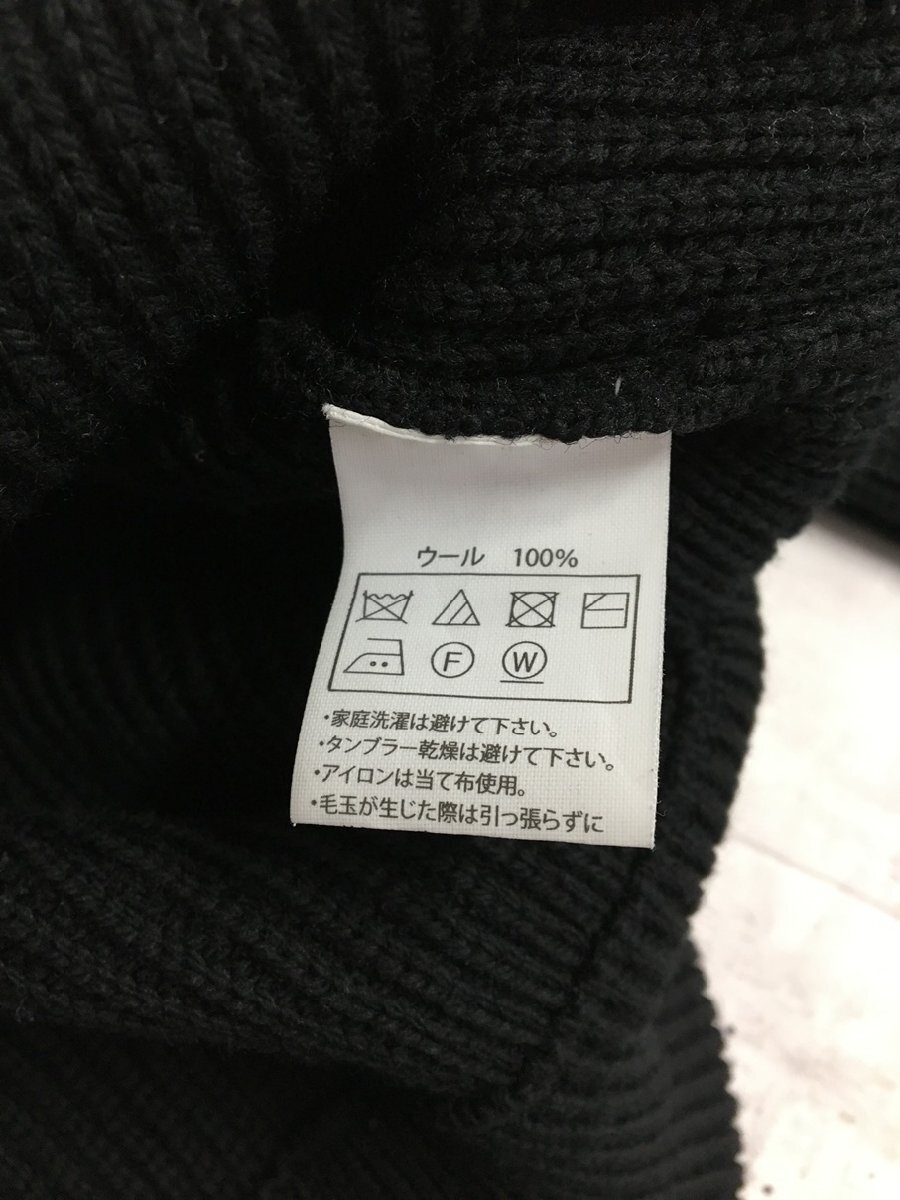 ウール 100%
F W
・家庭洗濯は避けて下さい。
・タンブラー乾燥は避けて下さい。
・アイロンは当て布使用。
・毛玉が生じた際は引っ張らずに